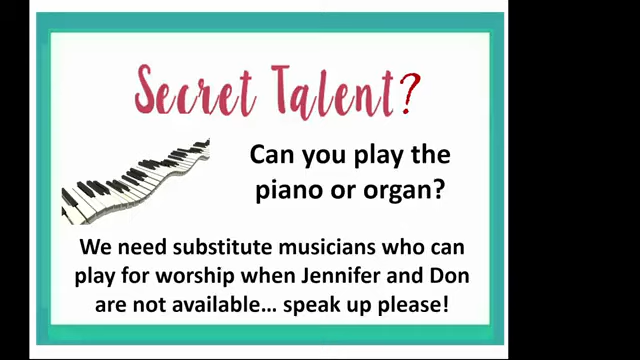 Secret Talent?
Can you play the
piano or organ?
We need substitute musicians who can
play for worship when Jennifer and Don
are not available... speak up please!